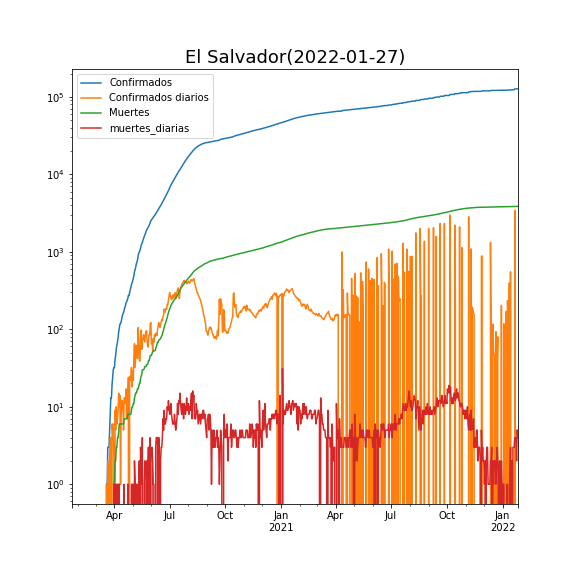 El Salvador(2022-01-27)
Confirmados
Confirmados diarios
Muertes
muertes_diarias
10⁵
10⁴
10³
10²
10¹
10⁰
Apr Jul Oct Jan Apr Jul Oct Jan
2021 2022